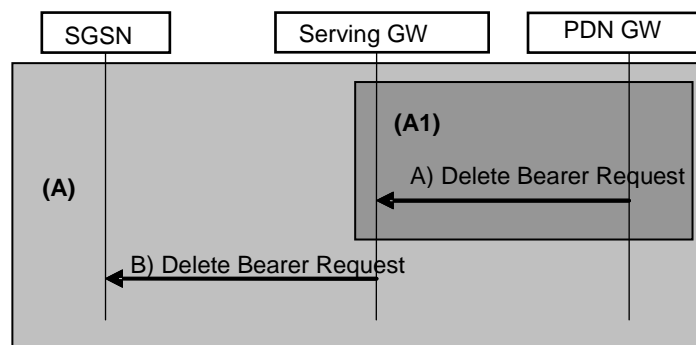 SGSN
Serving GW
PDN GW
(A1)
(A)
A) Delete Bearer Request
B) Delete Bearer Request